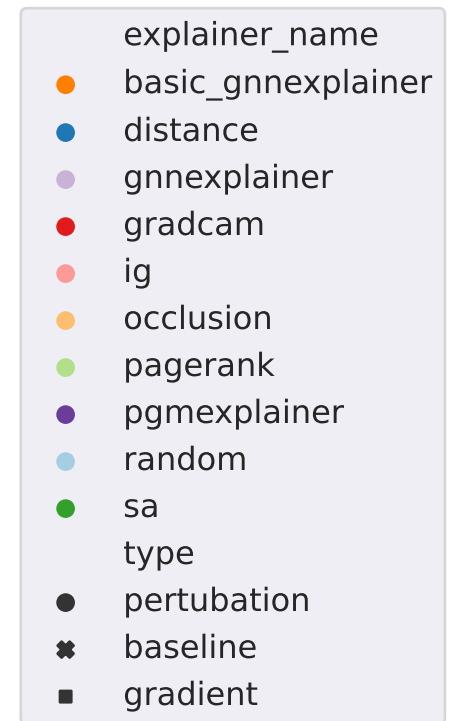 explainer_name
basic_gnnexplainer
distance
gnnexplainer
gradcam
ig
occlusion
pagerank
pgmexplainer
random
sa
type
pertubation
baseline
gradient